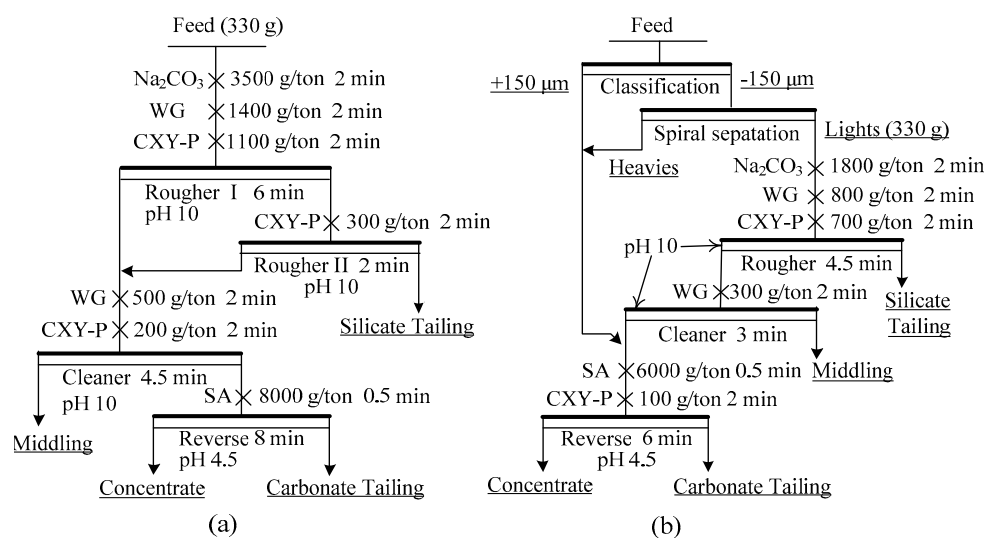 Feed (330 g)
Na₂CO₃ 3500 g/ton 2 min
WG 1400 g/ton 2 min
CXY-P 1100 g/ton 2 min
Rougher I 6 min
pH 10
CXY-P 300 g/ton 2 min
Rougher II 2 min
pH 10
WG 500 g/ton 2 min
CXY-P 200 g/ton 2 min
Silicate Tailing
Cleaner 4.5 min
pH 10
SA 8000 g/ton 0.5 min
Middling
Reverse 8 min
pH 4.5
Concentrate
Carbonate Tailing
(a)
Feed
+150 μm
-150 μm
Classification
Spiral sepatation
Lights (330 g)
Heavies
Na₂CO₃ 1800 g/ton 2 min
WG 800 g/ton 2 min
CXY-P 700 g/ton 2 min
pH 10
Rougher 4.5 min
WG 300 g/ton 2 min
Silicate
Tailing
Cleaner 3 min
SA 6000 g/ton 0.5 min
Middling
CXY-P 100 g/ton 2 min
Reverse 6 min
pH 4.5
Concentrate
Carbonate Tailing
(b)